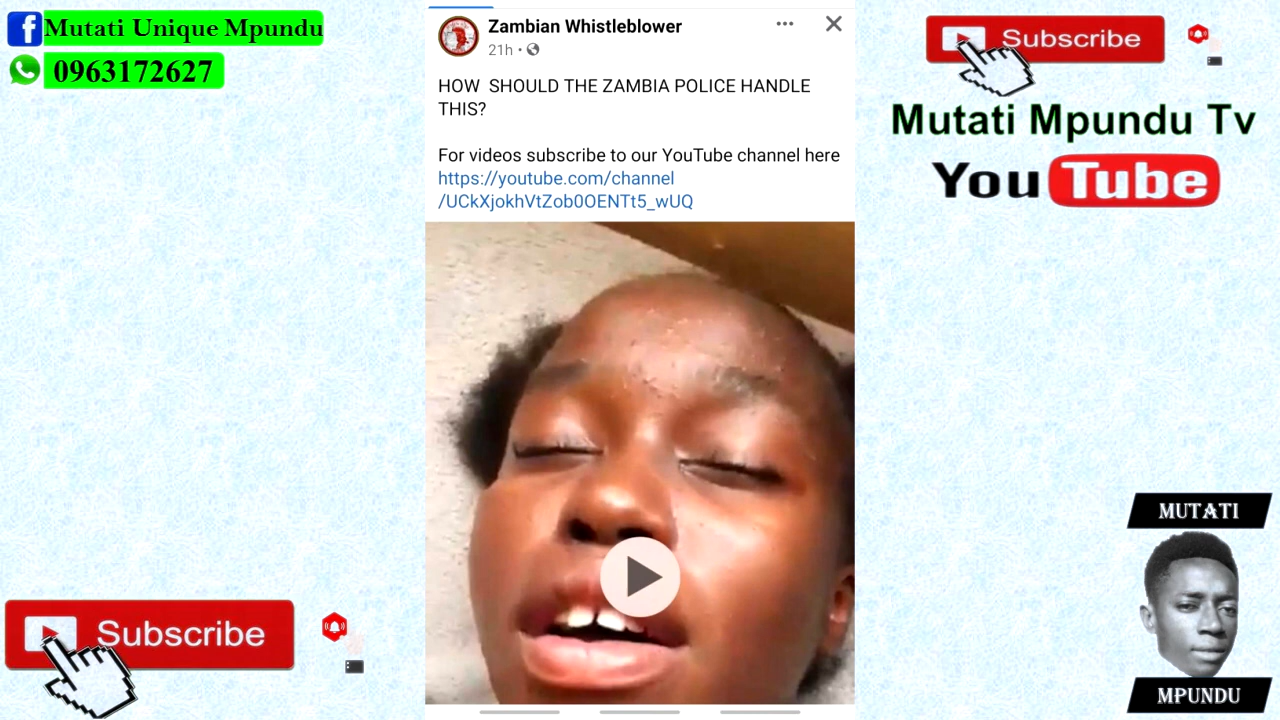 Mutati Unique Mpundu
0963172627
Zambian Whistleblower
21h
HOW SHOULD THE ZAMBIA POLICE HANDLE
THIS?
For videos subscribe to our YouTube channel here
https://youtube.com/channel
/UCkXjokhVtZob0OENTt5_wUQ
Subscribe
Mutati Mpundu Tv
YouTube
Subscribe
MUTATI
MPUNDU